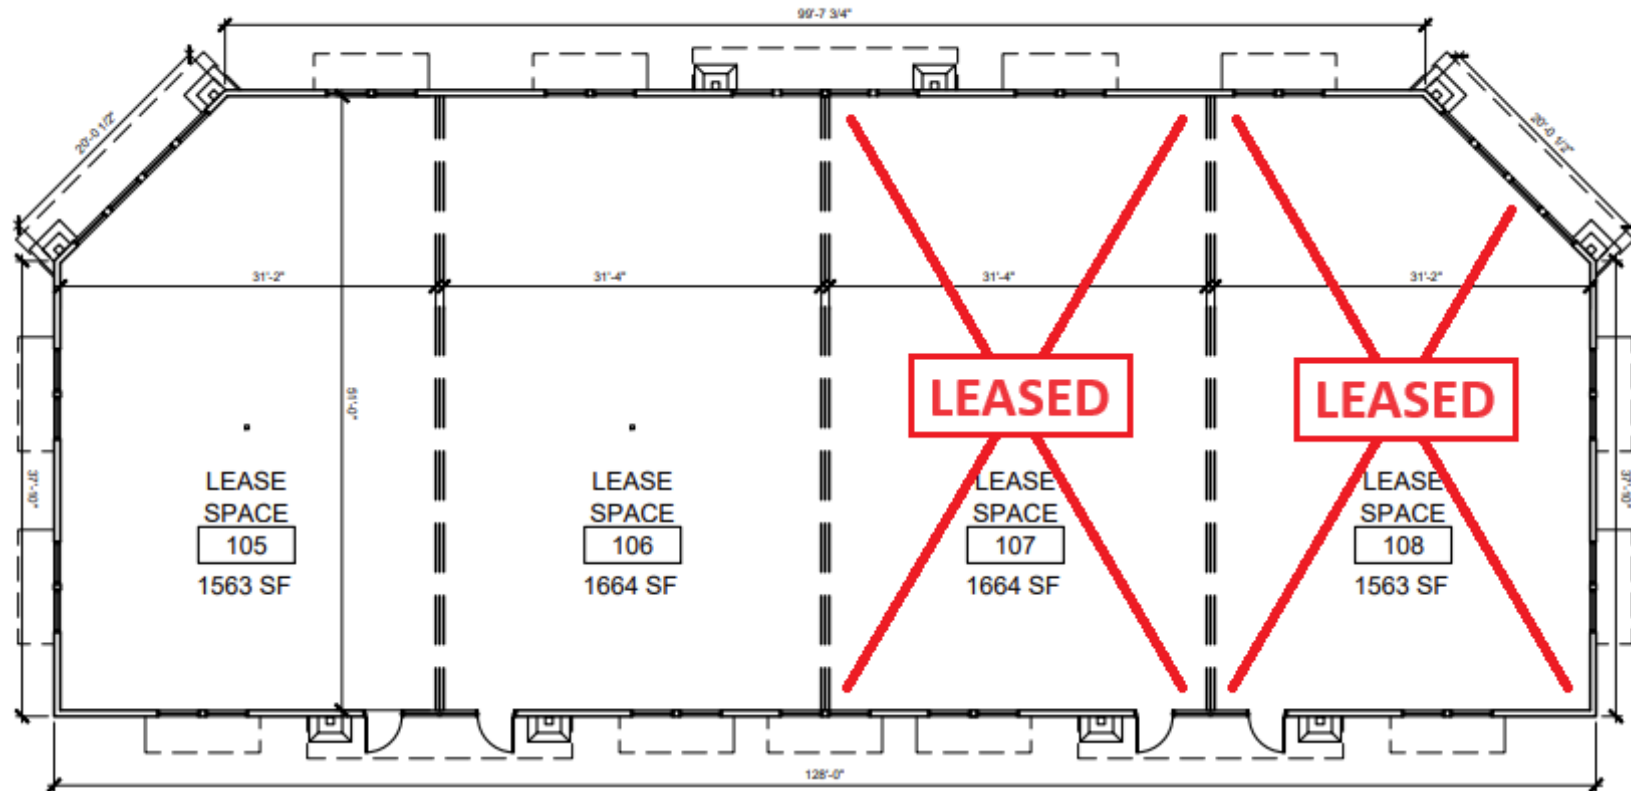 99'-7 3/4"
20'-0 1/2"
20'-0 1/2"
31'-2"
31'-4"
31'-4"
31'-2"
51'-0"
37'-10"
37'-10"
LEASED
LEASED
LEASE
SPACE
105
1563 SF
LEASE
SPACE
106
1664 SF
LEASE
SPACE
107
1664 SF
LEASE
SPACE
108
1563 SF
128'-0"